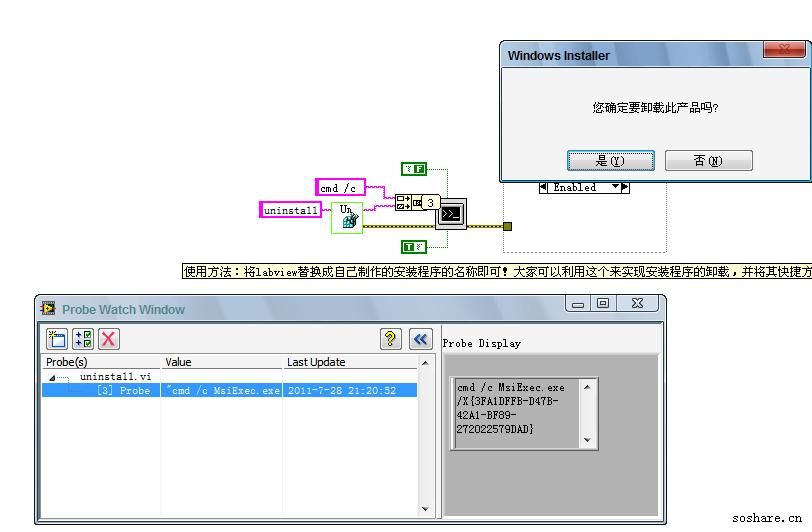 Windows Installer
您确定要卸载此产品吗?
是(Y)
否(N)
? F
cmd /c
3
uninstall
Un
Enabled
T ?
使用方法：将labview替换成自己制作的安装程序的名称即可！大家可以利用这个来实现安装程序的卸载，并将其快捷方
Probe Watch Window
Probe(s) Value Last Update
uninstall.vi
[3] Probe "cmd /c MsiExec.exe 2011-7-28 21:20:52
Probe Display
cmd /c MsiExec.exe
/X{3FA1DFFB-D47B-
42A1-BF89-
272022579DAD}
soshare.cn